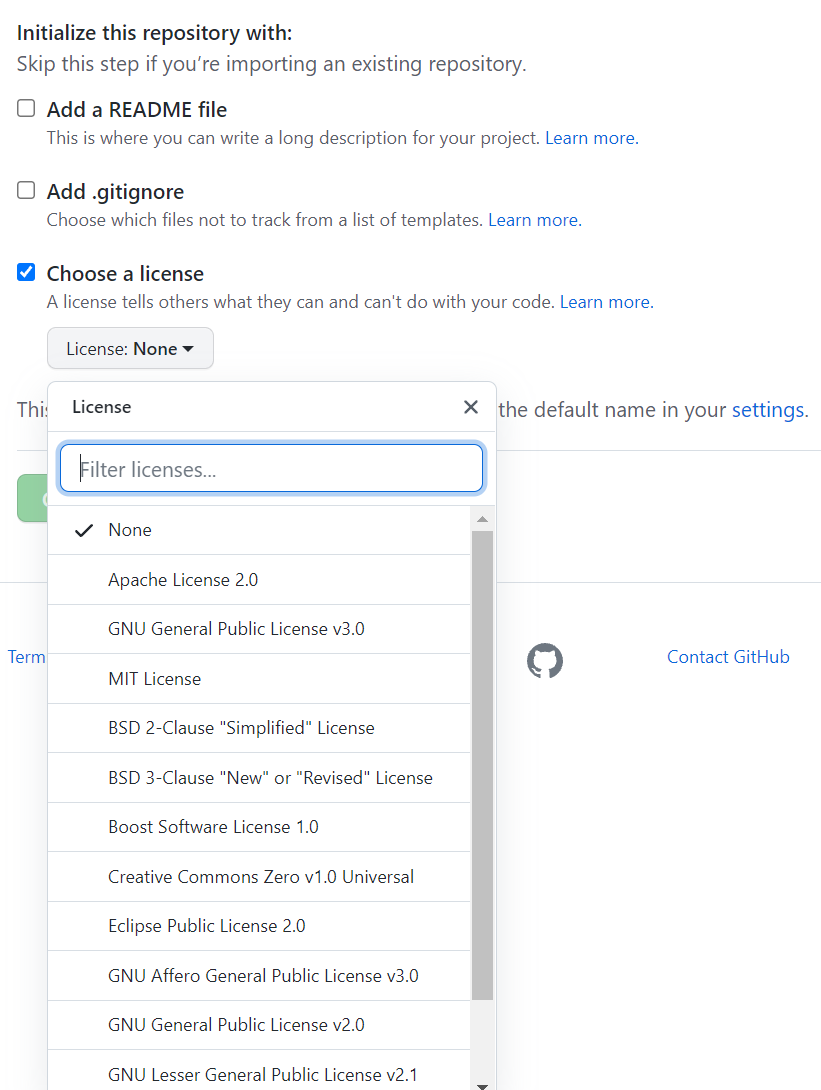 Initialize this repository with:
Skip this step if you’re importing an existing repository.
Add a README file
This is where you can write a long description for your project. Learn more.
Add .gitignore
Choose which files not to track from a list of templates. Learn more.
Choose a license
A license tells others what they can and can't do with your code. Learn more.
License: None
License
the default name in your settings.
Filter licenses...
None
Apache License 2.0
GNU General Public License v3.0
MIT License
Contact GitHub
BSD 2-Clause "Simplified" License
BSD 3-Clause "New" or "Revised" License
Boost Software License 1.0
Creative Commons Zero v1.0 Universal
Eclipse Public License 2.0
GNU Affero General Public License v3.0
GNU General Public License v2.0
GNU Lesser General Public License v2.1